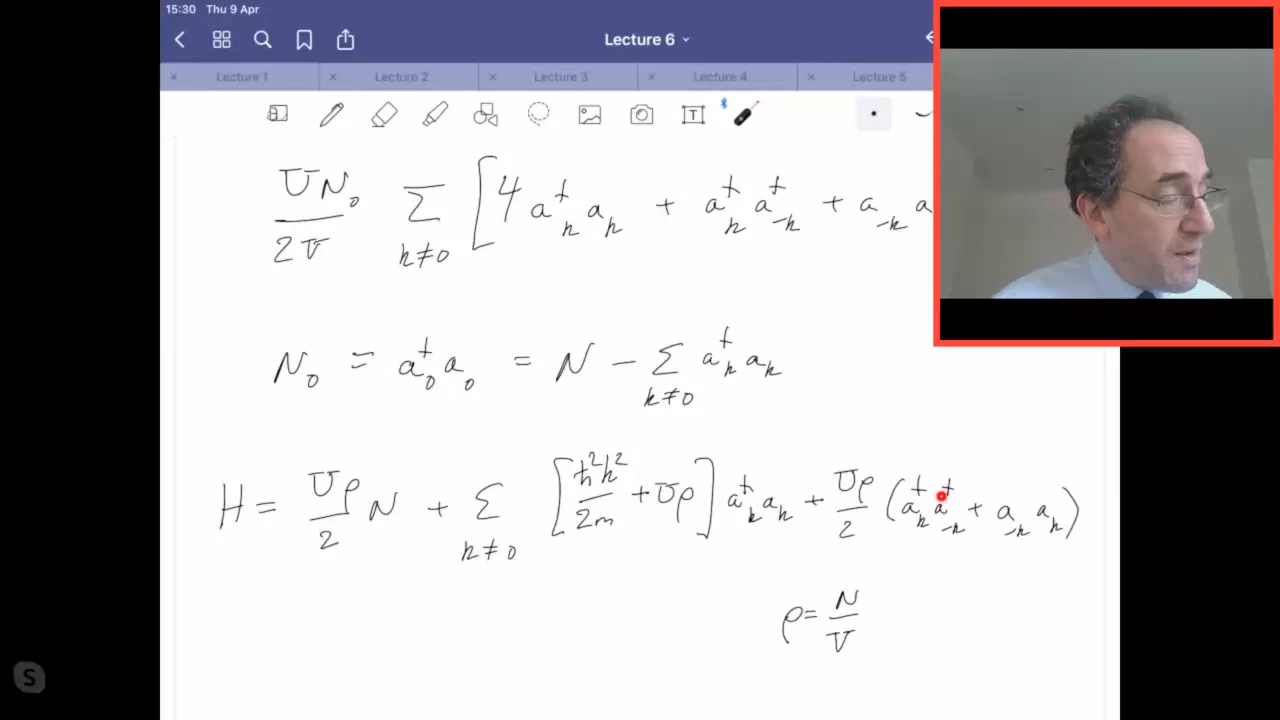 15:30 Thu 9 Apr
Lecture 6
Lecture 1 Lecture 2 Lecture 3 Lecture 4 Lecture 5
T
UN₀/2V Σ_{k≠0} [4 a†_k a_k + a†_k a†_{-k} + a_{-k} a
N₀ = a†₀ a₀ = N − Σ_{k≠0} a†_k a_k
H = Uρ/2 N + Σ_{k≠0} [ħ²k²/2m + Uρ] a†_k a_k + Uρ/2 (a†_k a†_{-k} + a_{-k} a_k)
ρ = N/V
S